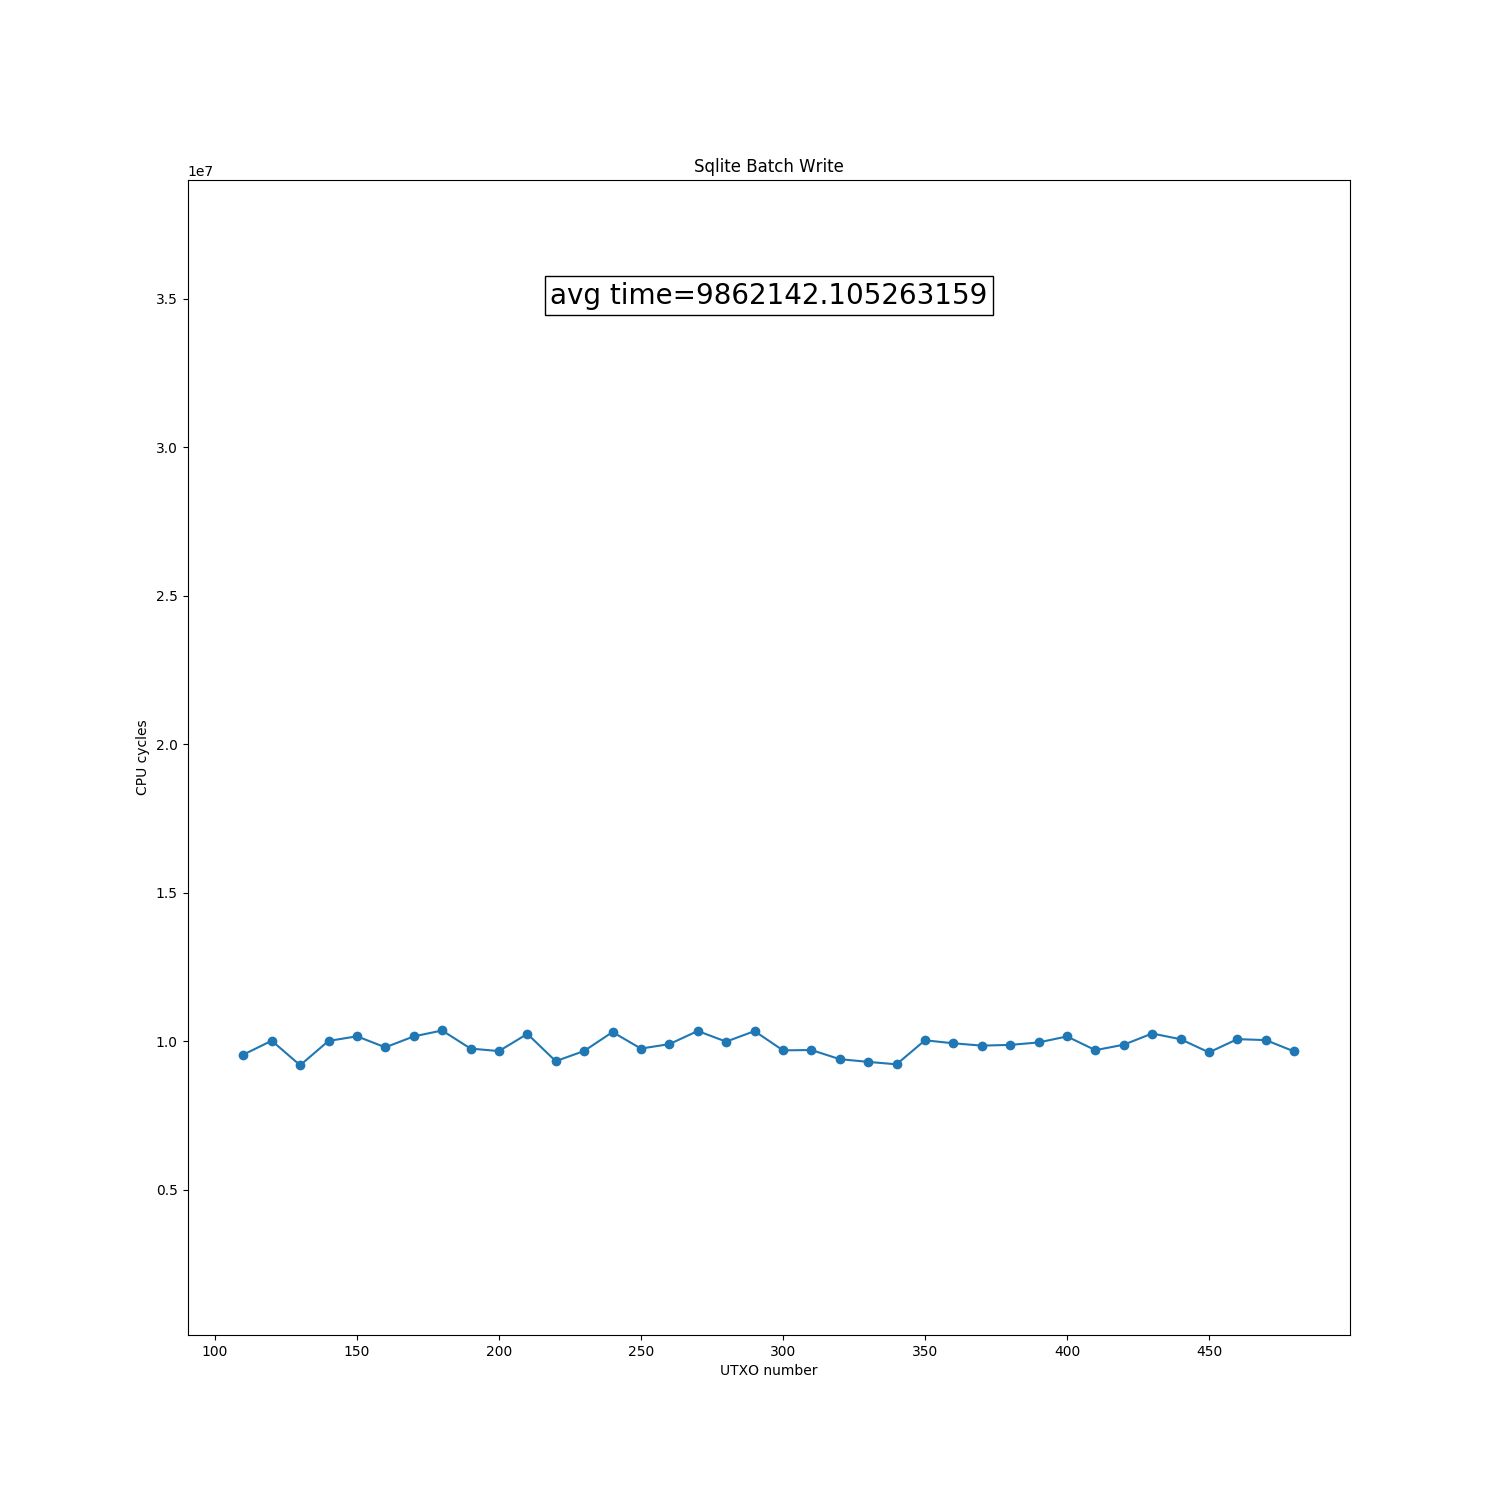 Sqlite Batch Write
1e7
avg time=9862142.105263159
3.5
3.0
2.5
2.0
1.5
1.0
0.5
CPU cycles
100 150 200 250 300 350 400 450
UTXO number